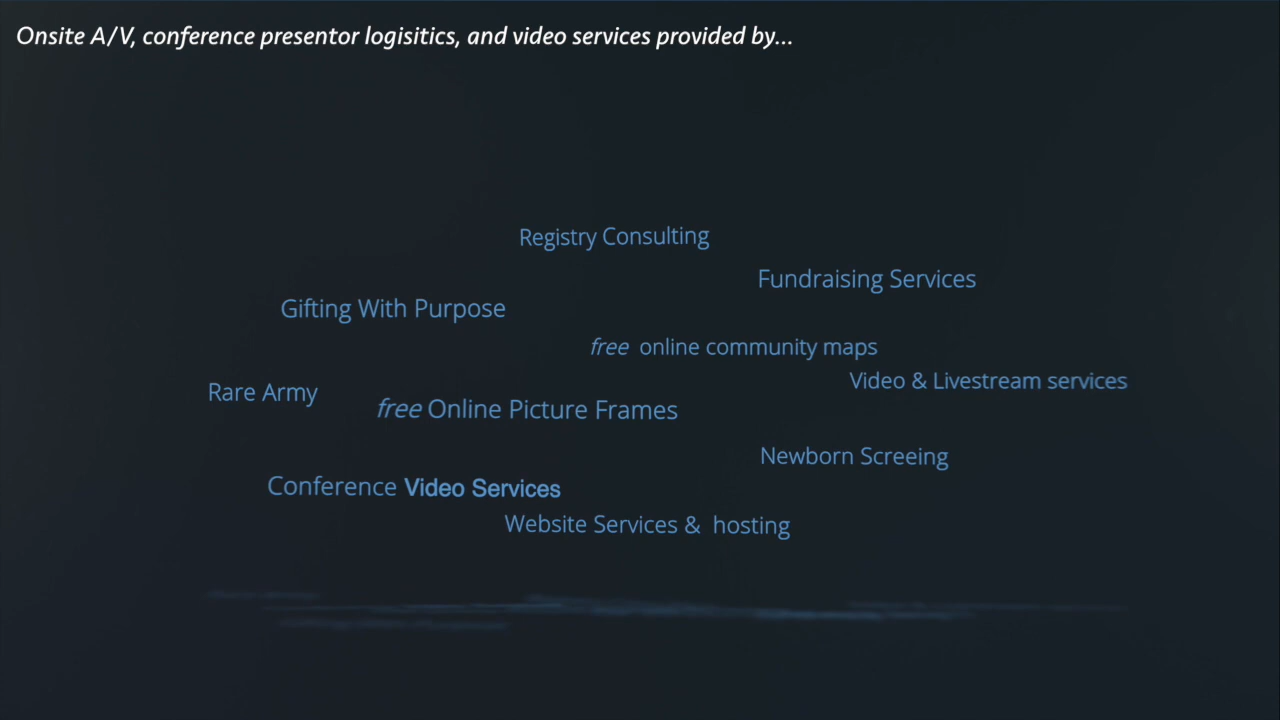 Onsite A/V, conference presentor logisitics, and video services provided by...
Registry Consulting
Fundraising Services
Gifting With Purpose
free online community maps
Video & Livestream services
Rare Army
free Online Picture Frames
Newborn Screeing
Conference Video Services
Website Services & hosting